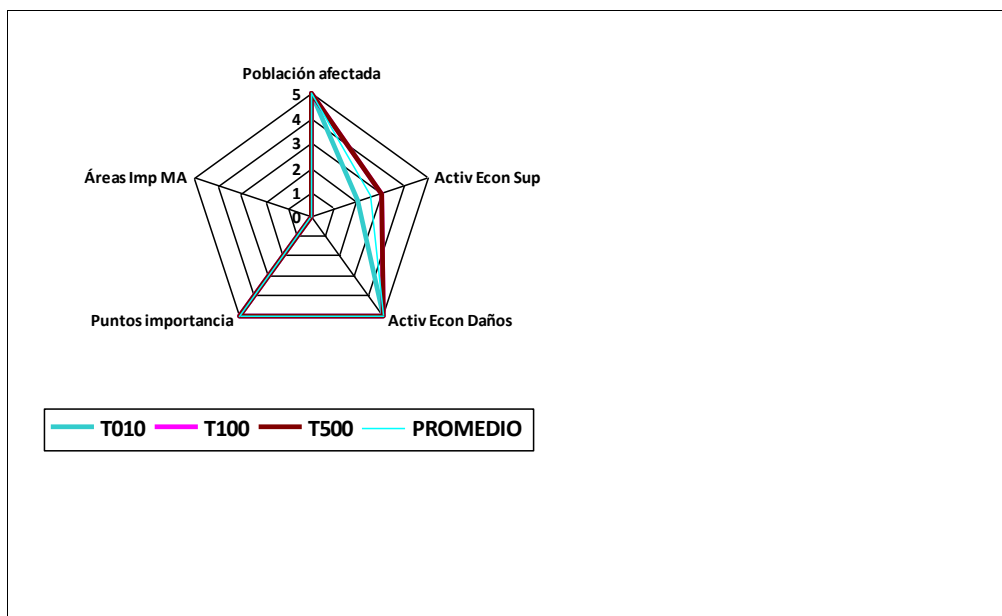 Población afectada
5
4
3
2
1
0
Áreas Imp MA
Activ Econ Sup
Puntos importancia
Activ Econ Daños
T010 T100 T500 PROMEDIO